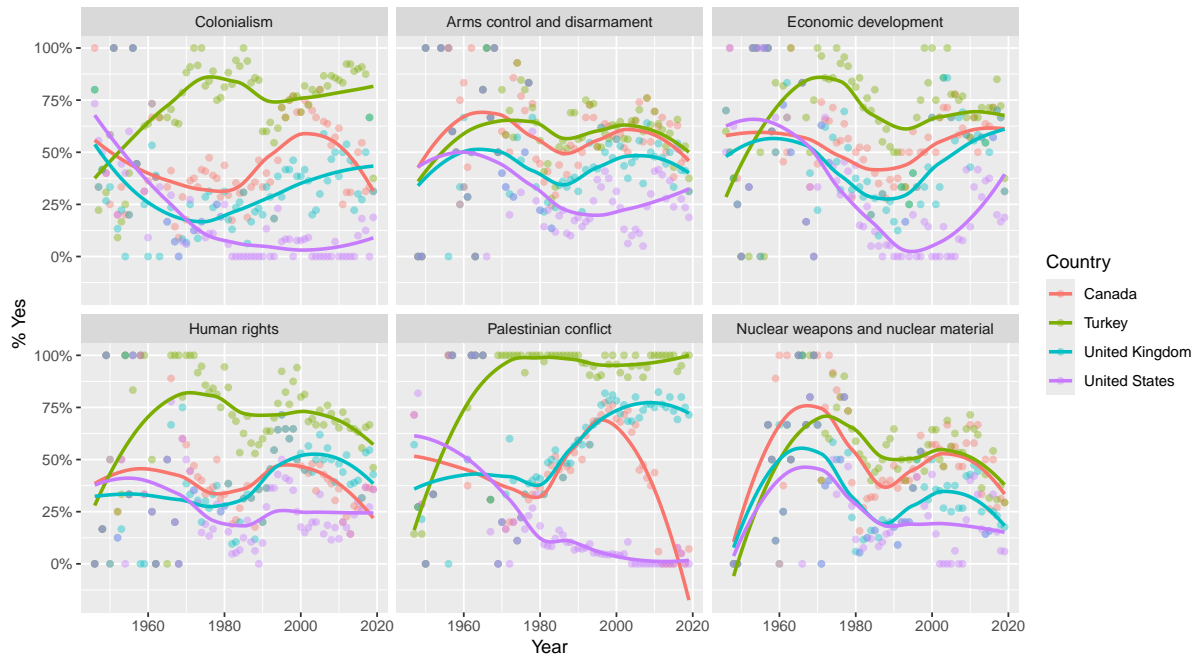 Colonialism
Arms control and disarmament
Economic development
100%
75%
50%
25%
0%
Human rights
Palestinian conflict
Nuclear weapons and nuclear material
100%
75%
50%
25%
0%
1960 1980 2000 2020
1960 1980 2000 2020
1960 1980 2000 2020
% Yes
Year
Country
Canada
Turkey
United Kingdom
United States